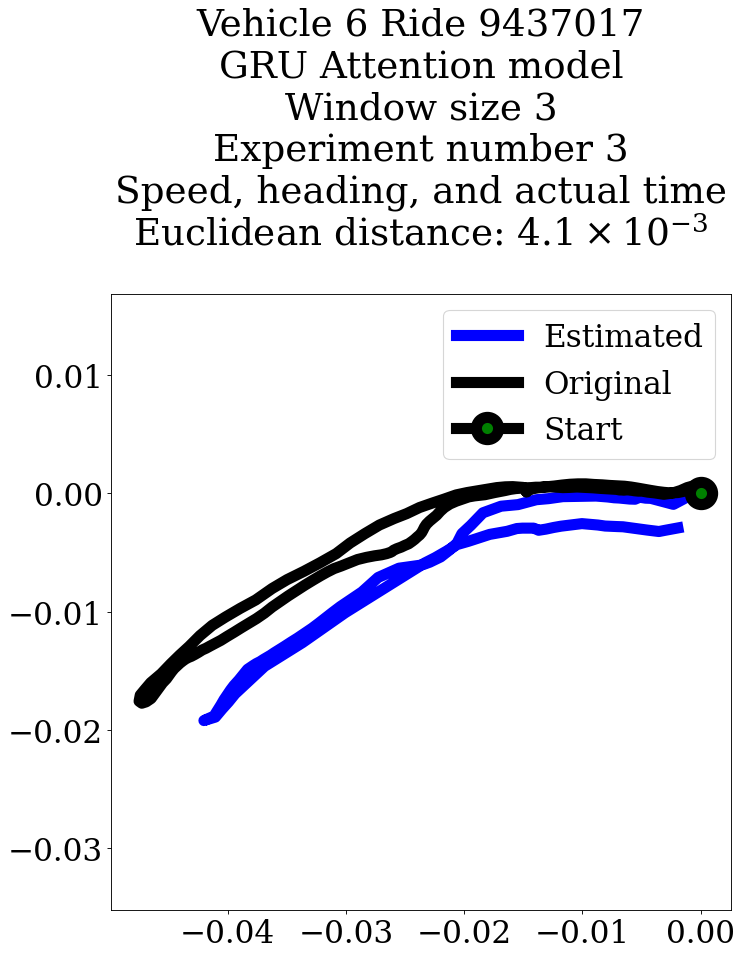 Vehicle 6 Ride 9437017
GRU Attention model
Window size 3
Experiment number 3
Speed, heading, and actual time
Euclidean distance: 4.1 × 10⁻³
Estimated
Original
Start
0.01
0.00
−0.01
−0.02
−0.03
−0.04 −0.03 −0.02 −0.01 0.00